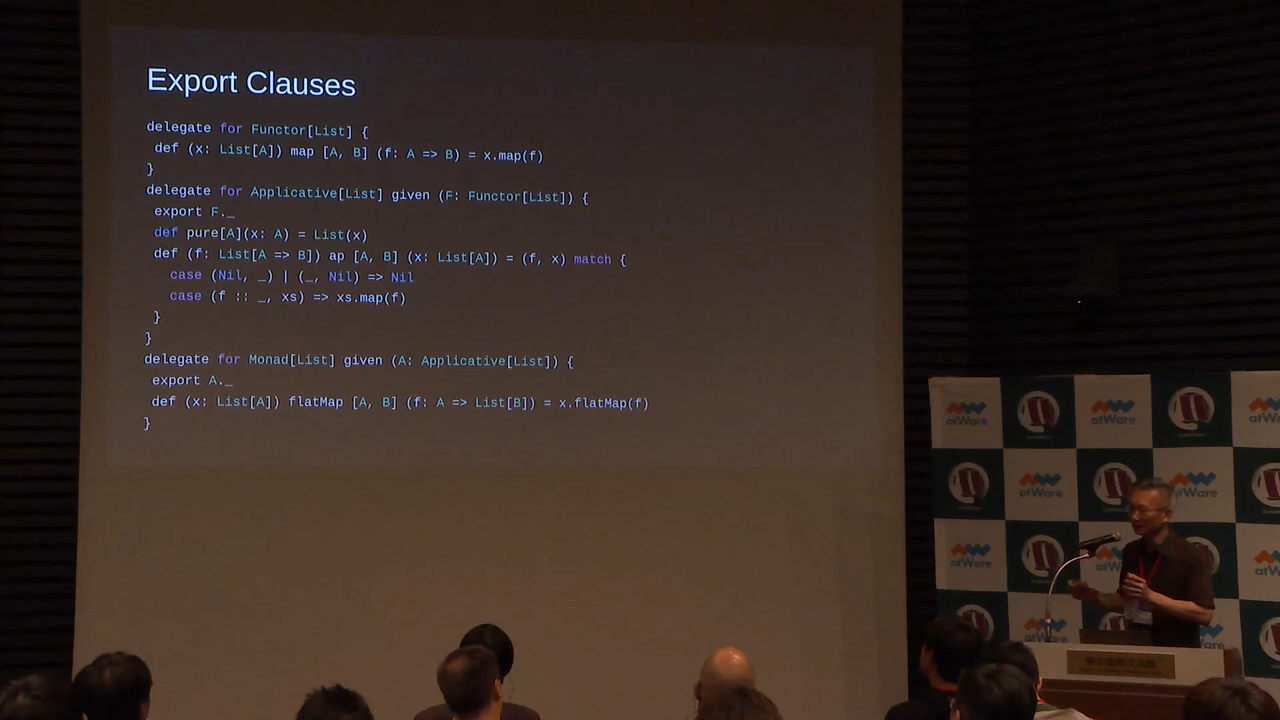 Export Clauses
delegate for Functor[List] {
def (x: List[A]) map [A, B] (f: A => B) = x.map(f)
}
delegate for Applicative[List] given (F: Functor[List]) {
export F._
def pure[A](x: A) = List(x)
def (f: List[A => B]) ap [A, B] (x: List[A]) = (f, x) match {
case (Nil, _) | (_, Nil) => Nil
case (f :: _, xs) => xs.map(f)
}
}
delegate for Monad[List] given (A: Applicative[List]) {
export A._
def (x: List[A]) flatMap [A, B] (f: A => List[B]) = x.flatMap(f)
}
atWare
atWare
atWare
atWare
atWare
atWare